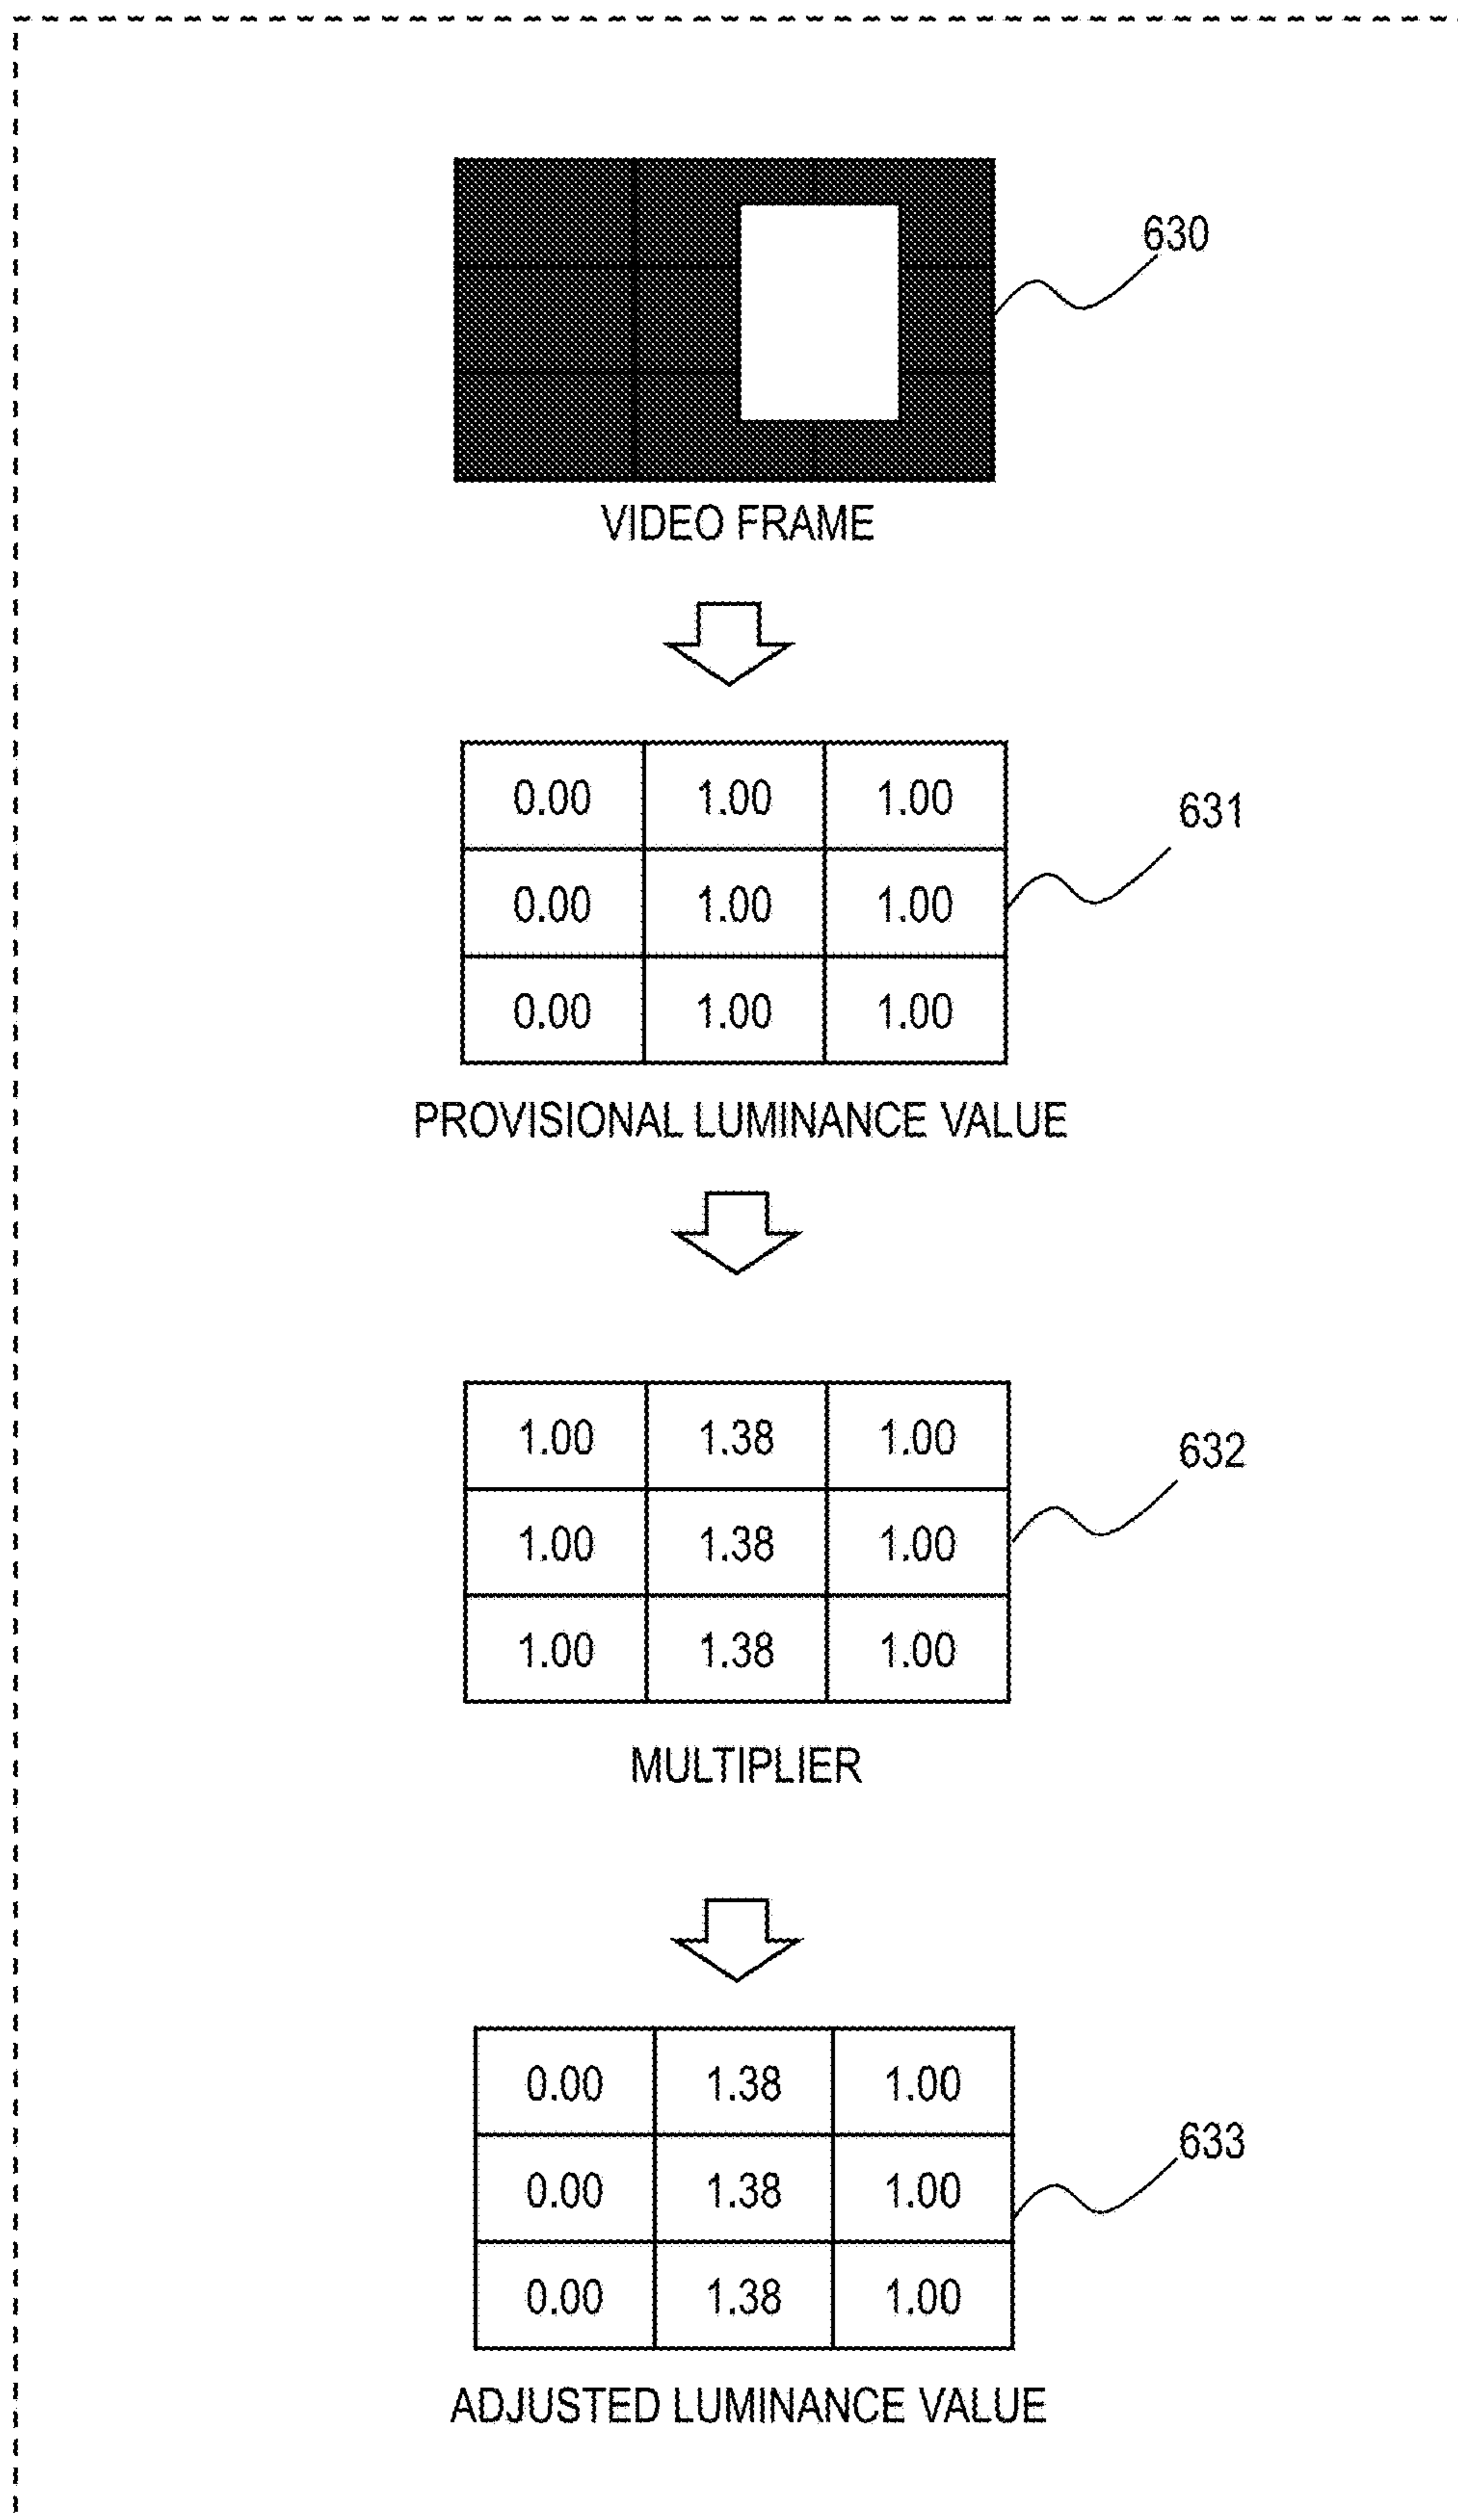 630
VIDEO FRAME
0.00 1.00 1.00
631
0.00 1.00 1.00
0.00 1.00 1.00
PROVISIONAL LUMINANCE VALUE
1.00 1.38 1.00
632
1.00 1.38 1.00
1.00 1.38 1.00
MULTIPLIER
0.00 1.38 1.00
633
0.00 1.38 1.00
0.00 1.38 1.00
ADJUSTED LUMINANCE VALUE